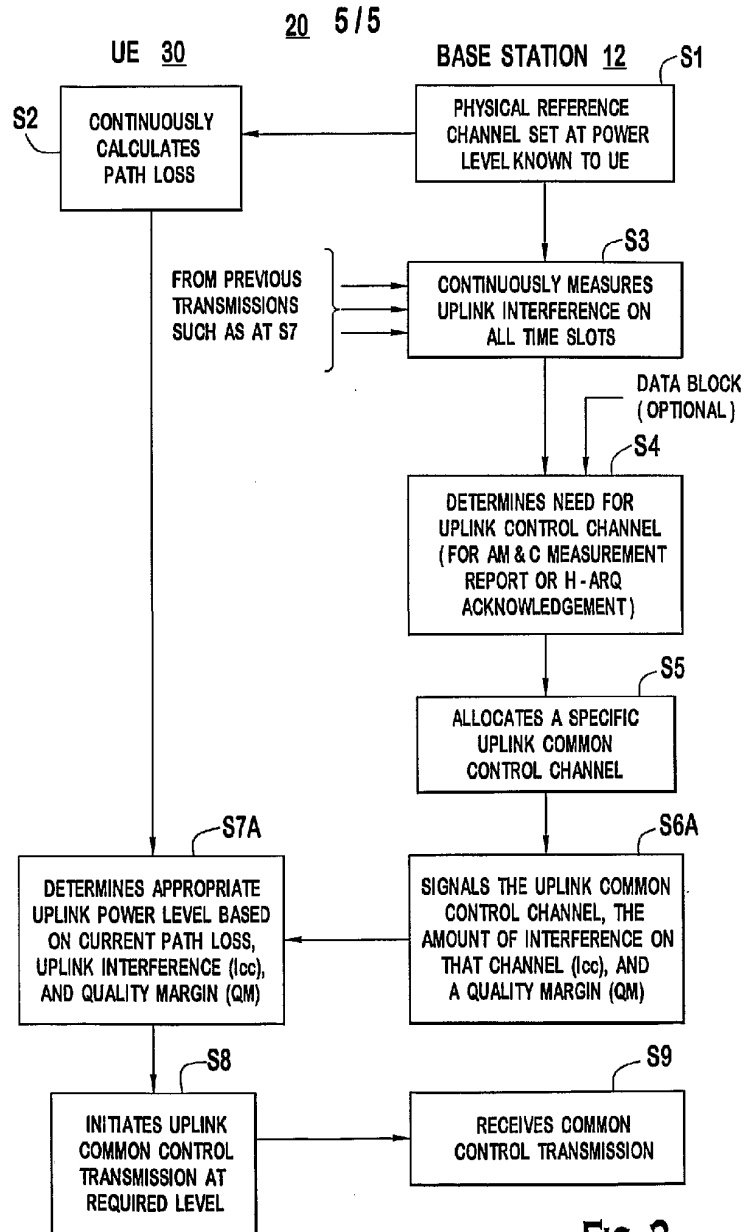 20 5/5
UE 30
BASE STATION 12
S1
PHYSICAL REFERENCE
CHANNEL SET AT POWER
LEVEL KNOWN TO UE
S2
CONTINUOUSLY
CALCULATES
PATH LOSS
S3
FROM PREVIOUS
TRANSMISSIONS
SUCH AS AT S7
CONTINUOUSLY MEASURES
UPLINK INTERFERENCE ON
ALL TIME SLOTS
DATA BLOCK
(OPTIONAL)
S4
DETERMINES NEED FOR
UPLINK CONTROL CHANNEL
(FOR AM & C MEASUREMENT
REPORT OR H-ARQ
ACKNOWLEDGEMENT)
S5
ALLOCATES A SPECIFIC
UPLINK COMMON
CONTROL CHANNEL
S6A
SIGNALS THE UPLINK COMMON
CONTROL CHANNEL, THE
AMOUNT OF INTERFERENCE ON
THAT CHANNEL (Icc), AND
A QUALITY MARGIN (QM)
S7A
DETERMINES APPROPRIATE
UPLINK POWER LEVEL BASED
ON CURRENT PATH LOSS,
UPLINK INTERFERENCE (Icc),
AND QUALITY MARGIN (QM)
S8
INITIATES UPLINK
COMMON CONTROL
TRANSMISSION AT
REQUIRED LEVEL
S9
RECEIVES COMMON
CONTROL TRANSMISSION